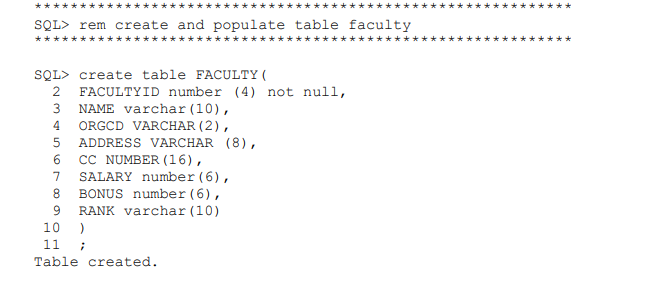 ************************************************************
SQL> rem create and populate table faculty
************************************************************
SQL> create table FACULTY(
2 FACULTYID number (4) not null,
3 NAME varchar(10),
4 ORGCD VARCHAR(2),
5 ADDRESS VARCHAR (8),
6 CC NUMBER(16),
7 SALARY number(6),
8 BONUS number(6),
9 RANK varchar(10)
10 )
11 ;
Table created.